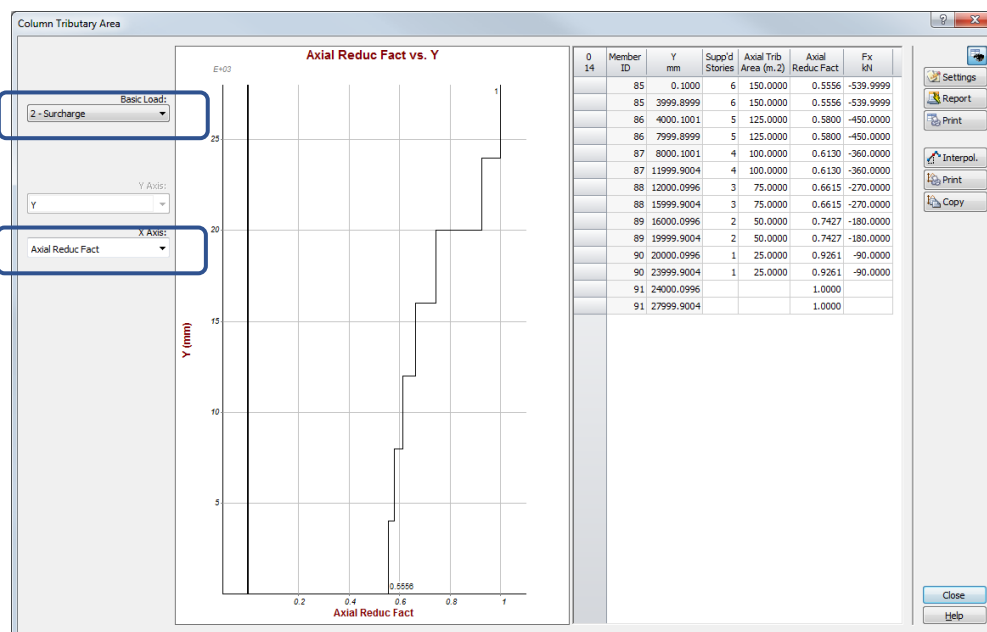 Column Tributary Area
?
X
Basic Load:
2 - Surcharge
Y Axis:
Y
X Axis:
Axial Reduc Fact
Axial Reduc Fact vs. Y
E+03
1
25
20
15
10
5
Y (mm)
0.5556
0.2 0.4 0.6 0.8 1
Axial Reduc Fact
0 Member Y Supp'd Axial Trib Axial Fx
14 ID mm Stories Area (m.2) Reduc Fact kN
85 0.1000 6 150.0000 0.5556 -539.9999
85 3999.8999 6 150.0000 0.5556 -539.9999
86 4000.1001 5 125.0000 0.5800 -450.0000
86 7999.8999 5 125.0000 0.5800 -450.0000
87 8000.1001 4 100.0000 0.6130 -360.0000
87 11999.9004 4 100.0000 0.6130 -360.0000
88 12000.0996 3 75.0000 0.6615 -270.0000
88 15999.9004 3 75.0000 0.6615 -270.0000
89 16000.0996 2 50.0000 0.7427 -180.0000
89 19999.9004 2 50.0000 0.7427 -180.0000
90 20000.0996 1 25.0000 0.9261 -90.0000
90 23999.9004 1 25.0000 0.9261 -90.0000
91 24000.0996 1.0000
91 27999.9004 1.0000
Settings
Report
Print
Interpol.
Print
Copy
Close
Help